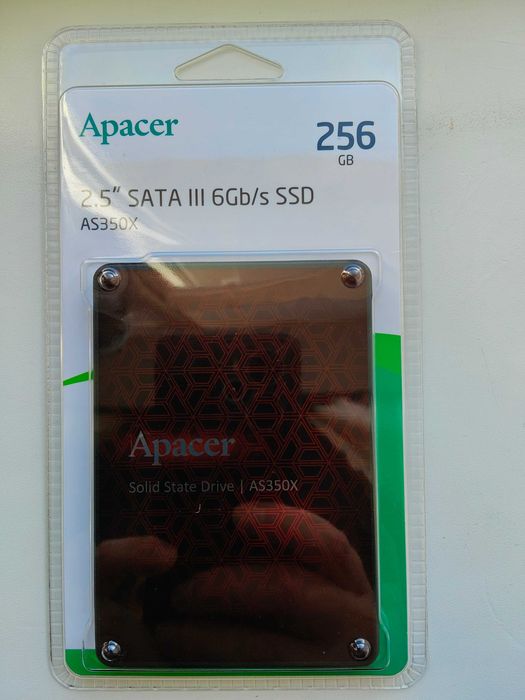 Apacer
256
GB
2.5" SATA III 6Gb/s SSD
AS350X
Apacer
Solid State Drive | AS350X